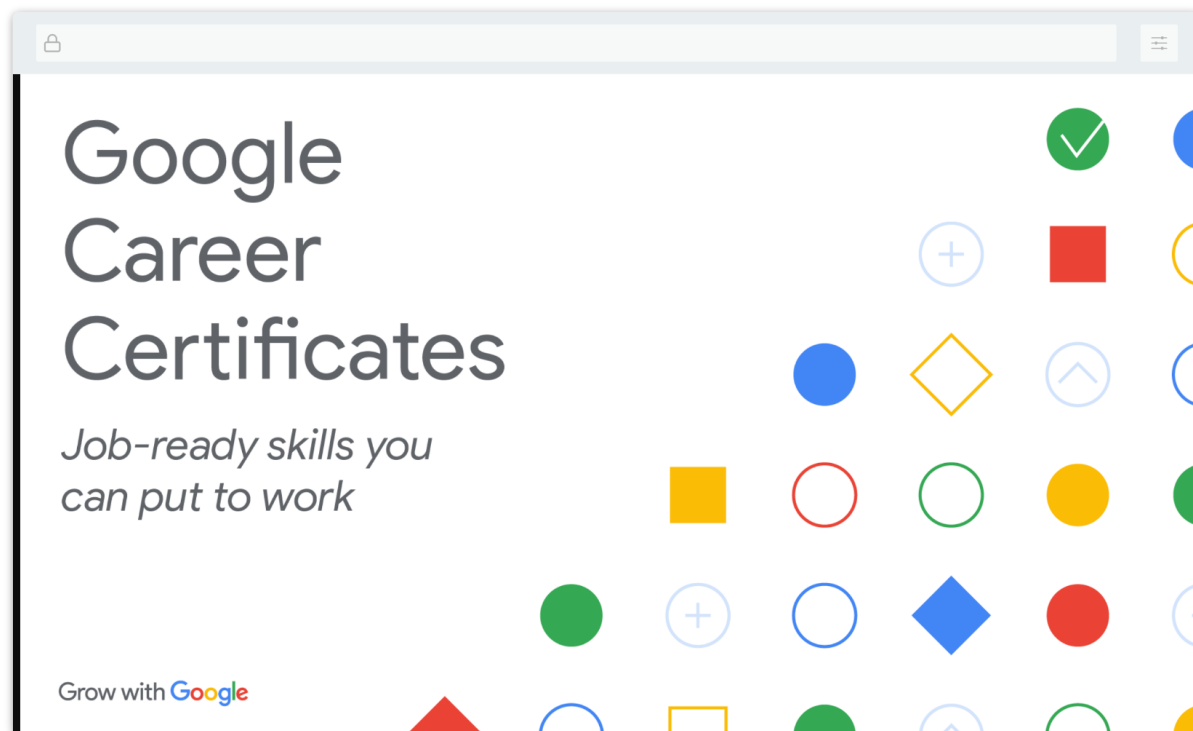 Google
Career
Certificates
Job-ready skills you
can put to work
Grow with Google